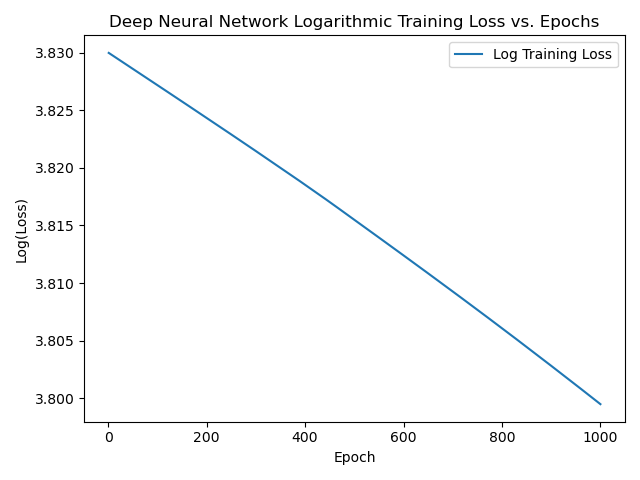 Deep Neural Network Logarithmic Training Loss vs. Epochs
Log Training Loss
3.830
3.825
3.820
3.815
3.810
3.805
3.800
Log(Loss)
0 200 400 600 800 1000
Epoch